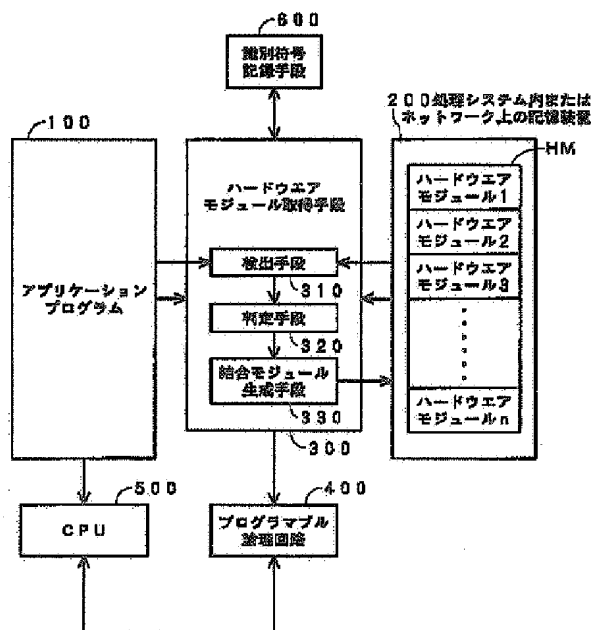 600
識別符号
記録手段
200処理システム内または
ネットワーク上の記憶装置
100
HM
ハードウエア
モジュール取得手段
ハードウエア
モジュール1
ハードウエア
モジュール2
ハードウエア
モジュール3
検出手段
310
アプリケーション
プログラム
判定手段
320
結合モジュール
生成手段
330
ハードウエア
モジュールn
300
500
400
CPU
プログラマブル
論理回路